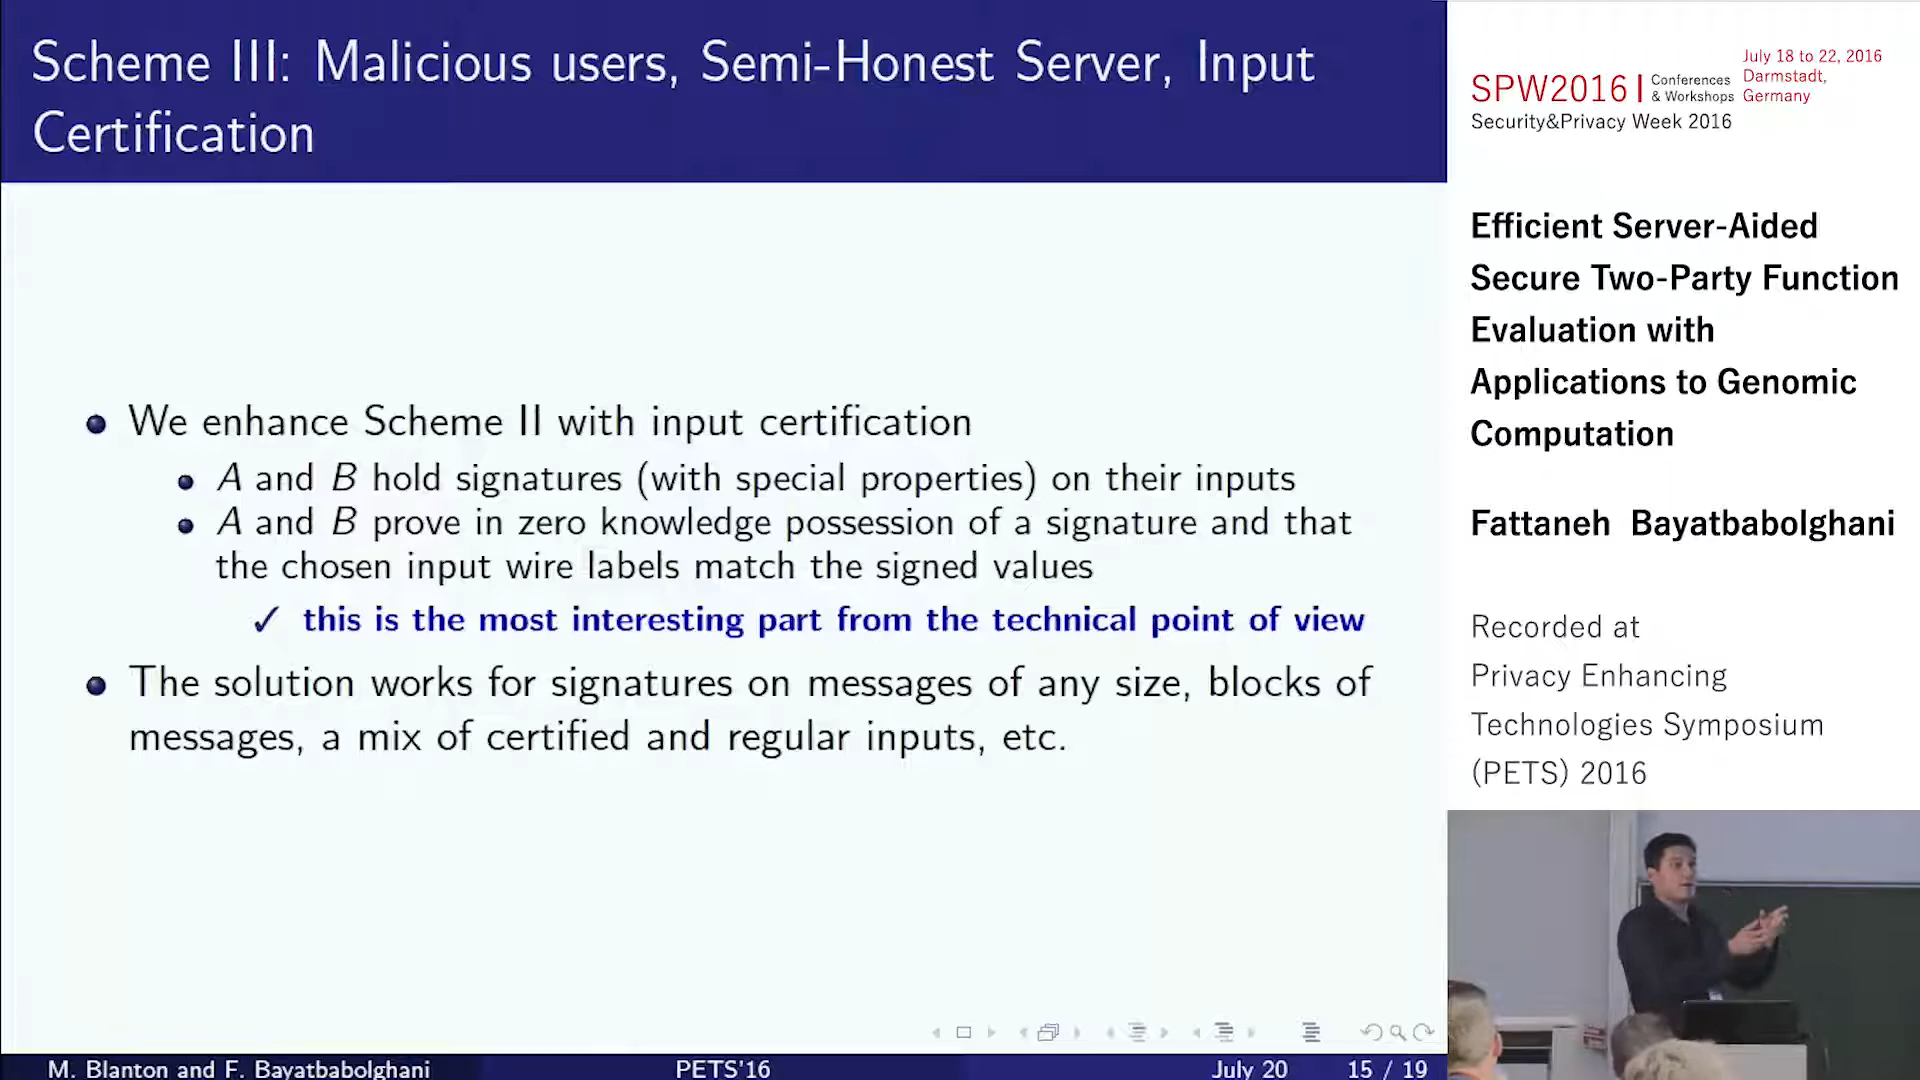 Scheme III: Malicious users, Semi-Honest Server, Input
Certification
We enhance Scheme II with input certification
A and B hold signatures (with special properties) on their inputs
A and B prove in zero knowledge possession of a signature and that
the chosen input wire labels match the signed values
✓ this is the most interesting part from the technical point of view
The solution works for signatures on messages of any size, blocks of
messages, a mix of certified and regular inputs, etc.
M. Blanton and F. Bayatbabolghani PETS'16 July 20 15 / 19
SPW2016 | Conferences & Workshops
July 18 to 22, 2016
Darmstadt,
Germany
Security&Privacy Week 2016
Efficient Server-Aided
Secure Two-Party Function
Evaluation with
Applications to Genomic
Computation
Fattaneh Bayatbabolghani
Recorded at
Privacy Enhancing
Technologies Symposium
(PETS) 2016